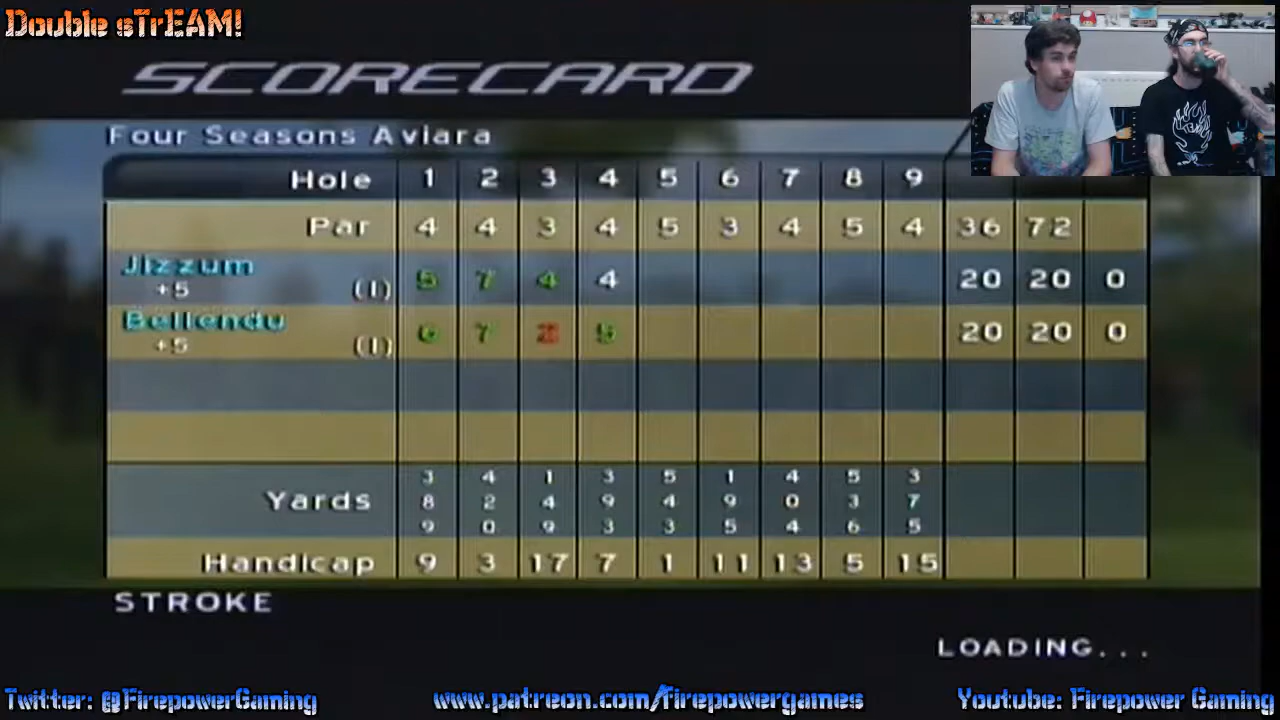 Double sTrEAM!
SCORECARD
Four Seasons Aviara
Hole 1 2 3 4 5 6 7 8 9
Par 4 4 3 4 5 3 4 5 4 36 72
Jizzum 5 7 4 4 20 20 0
+5 (1)
Bellendu 6 7 2 5 20 20 0
+5 (1)
Yards 389 420 149 393 543 195 404 536 375
Handicap 9 3 17 7 1 11 13 5 15
STROKE
LOADING...
Twitter: @FirepowerGaming www.patreon.com/firepowergames Youtube: Firepower Gaming